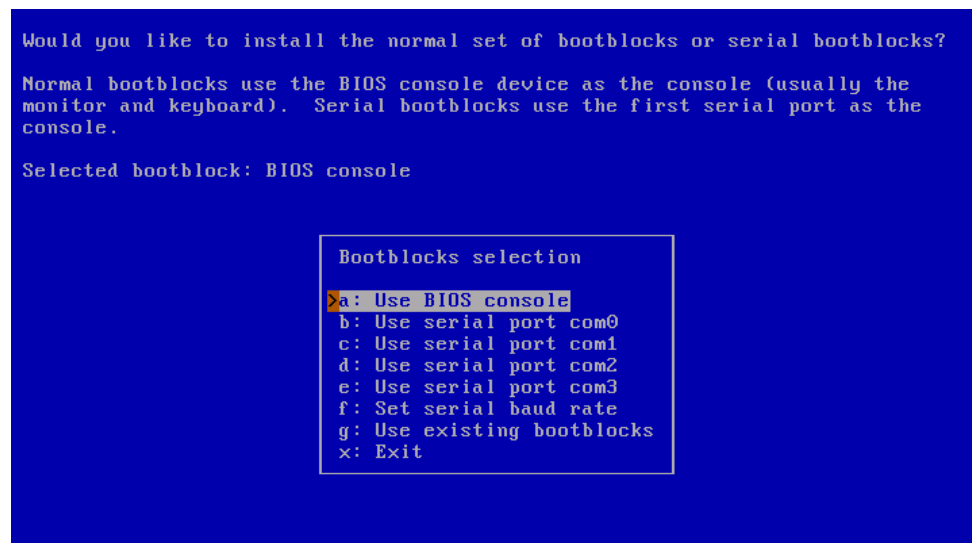 Would you like to install the normal set of bootblocks or serial bootblocks?
Normal bootblocks use the BIOS console device as the console (usually the
monitor and keyboard).  Serial bootblocks use the first serial port as the
console.
Selected bootblock: BIOS console
Bootblocks selection
>a: Use BIOS console
b: Use serial port com0
c: Use serial port com1
d: Use serial port com2
e: Use serial port com3
f: Set serial baud rate
g: Use existing bootblocks
x: Exit